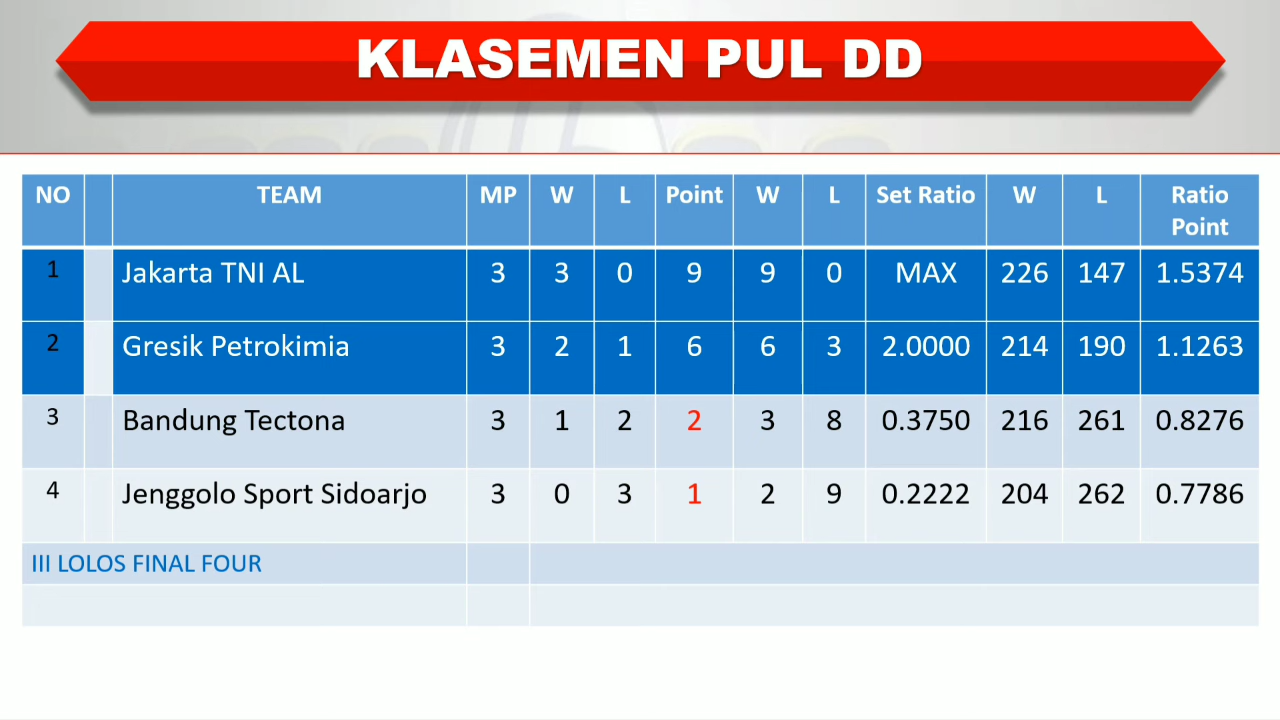 KLASEMEN PUL DD
NO TEAM MP W L Point W L Set Ratio W L Ratio Point
1 Jakarta TNI AL 3 3 0 9 9 0 MAX 226 147 1.5374
2 Gresik Petrokimia 3 2 1 6 6 3 2.0000 214 190 1.1263
3 Bandung Tectona 3 1 2 2 3 8 0.3750 216 261 0.8276
4 Jenggolo Sport Sidoarjo 3 0 3 1 2 9 0.2222 204 262 0.7786
III LOLOS FINAL FOUR